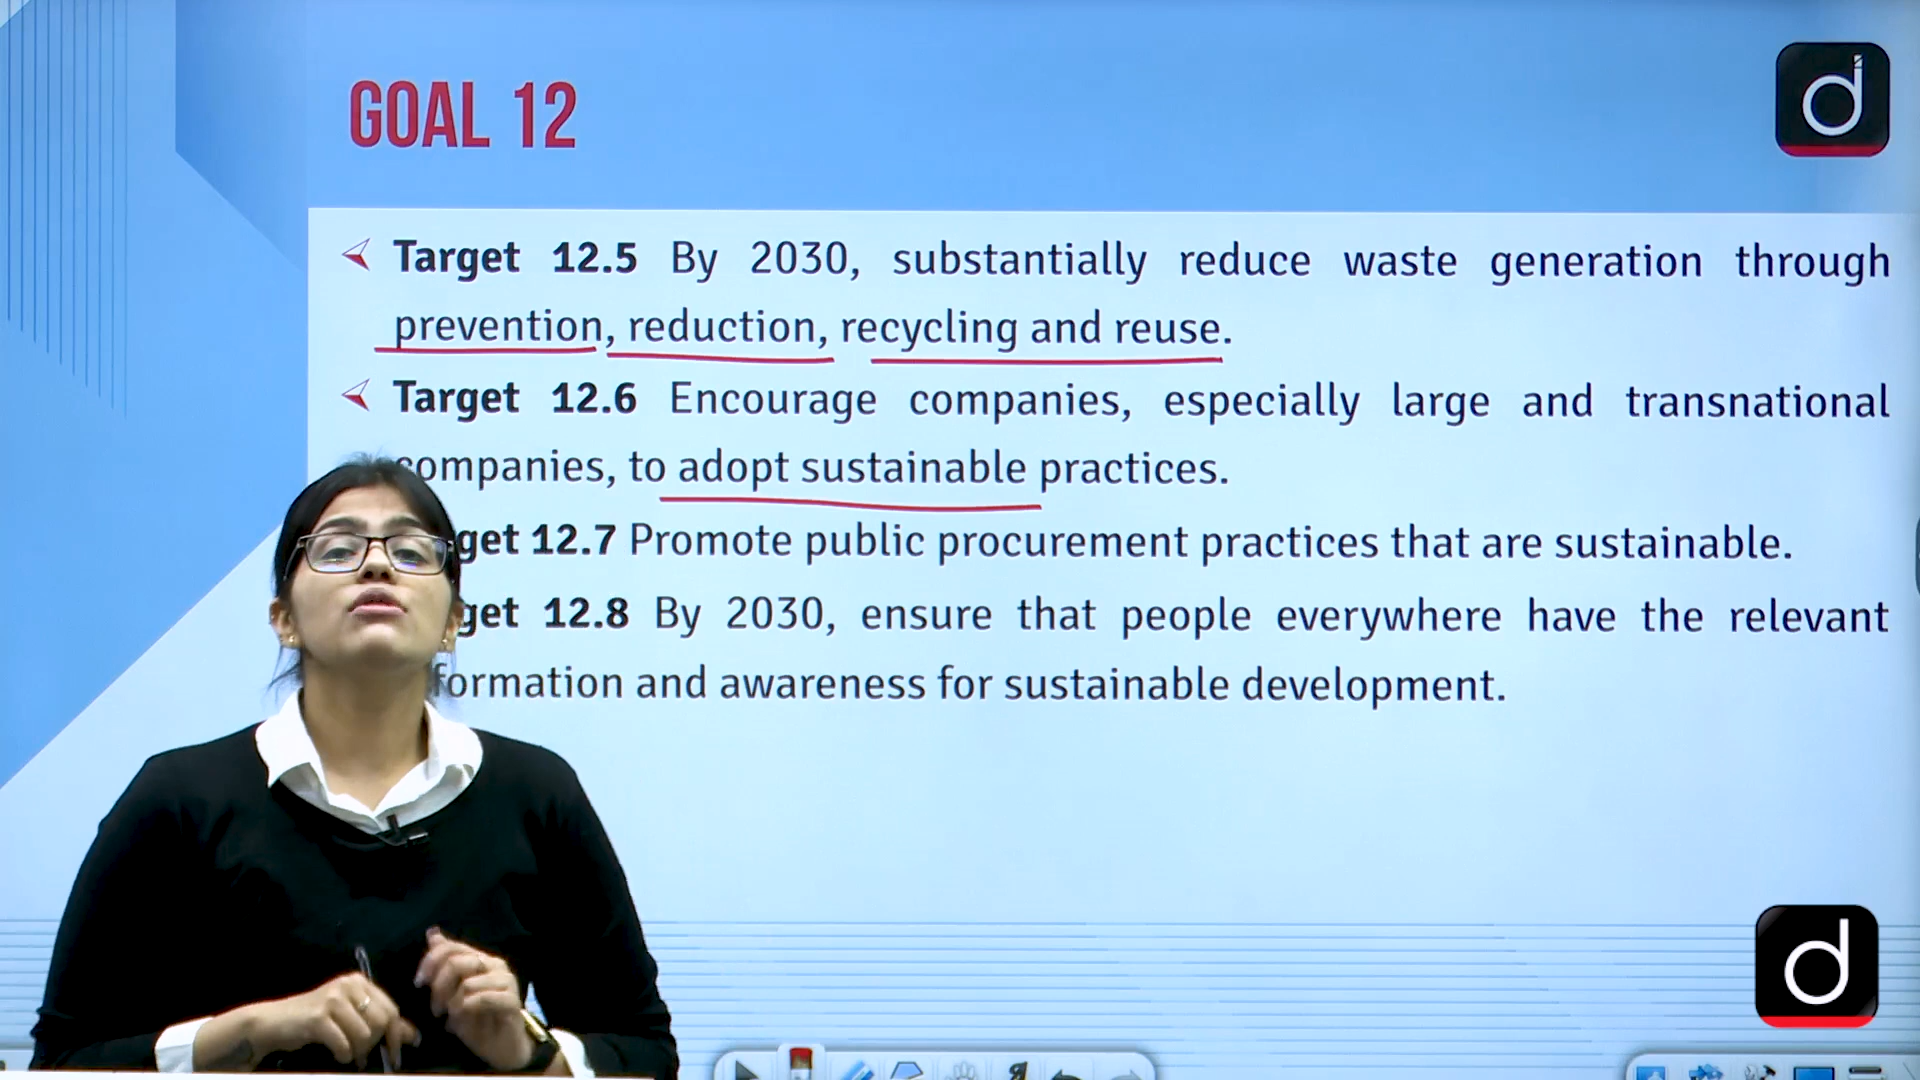 GOAL 12
Target 12.5 By 2030, substantially reduce waste generation through
prevention, reduction, recycling and reuse.
Target 12.6 Encourage companies, especially large and transnational
companies, to adopt sustainable practices.
get 12.7 Promote public procurement practices that are sustainable.
get 12.8 By 2030, ensure that people everywhere have the relevant
formation and awareness for sustainable development.
d
d